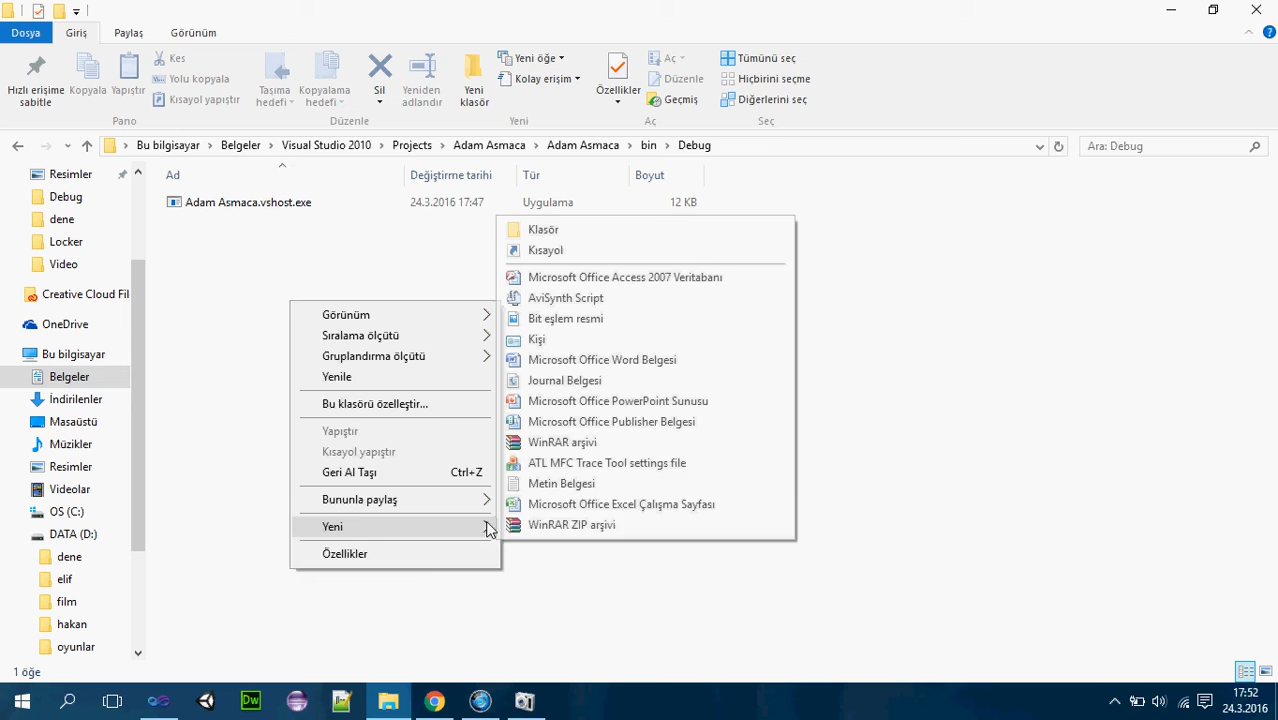 Dosya Giriş Paylaş Görünüm
Hızlı erişime sabitle
Kopyala
Yapıştır
Kes
Yolu kopyala
Kısayol yapıştır
Pano
Taşıma hedefi
Kopyalama hedefi
Sil
Yeniden adlandır
Düzenle
Yeni klasör
Yeni öğe
Kolay erişim
Yeni
Özellikler
Aç
Düzenle
Geçmiş
Aç
Tümünü seç
Hiçbirini seçme
Diğerlerini seç
Seç
Bu bilgisayar Belgeler Visual Studio 2010 Projects Adam Asmaca Adam Asmaca bin Debug
Ara: Debug
Resimler
Debug
dene
Locker
Video
Creative Cloud Fil
OneDrive
Bu bilgisayar
Belgeler
İndirilenler
Masaüstü
Müzikler
Resimler
Videolar
OS (C:)
DATA (D:)
dene
elif
film
hakan
oyunlar
Ad Değiştirme tarihi Tür Boyut
Adam Asmaca.vshost.exe 24.3.2016 17:47 Uygulama 12 KB
Görünüm
Sıralama ölçütü
Gruplandırma ölçütü
Yenile
Bu klasörü özelleştir...
Yapıştır
Kısayol yapıştır
Geri Al Taşı Ctrl+Z
Bununla paylaş
Yeni
Özellikler
Klasör
Kısayol
Microsoft Office Access 2007 Veritabanı
AviSynth Script
Bit eşlem resmi
Kişi
Microsoft Office Word Belgesi
Journal Belgesi
Microsoft Office PowerPoint Sunusu
Microsoft Office Publisher Belgesi
WinRAR arşivi
ATL MFC Trace Tool settings file
Metin Belgesi
Microsoft Office Excel Çalışma Sayfası
WinRAR ZIP arşivi
1 öğe
Dw
17:52
24.3.2016